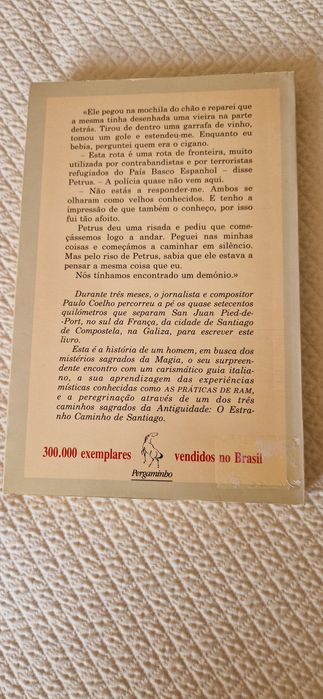 «Ele pegou na mochila do chão e reparei que
a mesma tinha desenhada uma vieira na parte
detrás. Tirou de dentro uma garrafa de vinho,
tomou um gole e estendeu-me. Enquanto eu
bebia, perguntei quem era o cigano.
– Esta rota é uma rota de fronteira, muito
utilizada por contrabandistas e por terroristas
refugiados do País Basco Espanhol – disse
Petrus. – A polícia quase não vem aqui.
– Não estás a responder-me. Ambos se
olharam como velhos conhecidos. E tenho a
impressão de que também o conheço, por isso
fui tão afoito.
Petrus deu uma risada e pediu que come-
çássemos logo a andar. Peguei nas minhas
coisas e começámos a caminhar em silêncio.
Mas pelo riso de Petrus, sabia que ele estava a
pensar a mesma coisa que eu.
Nós tínhamos encontrado um demónio.»
Durante três meses, o jornalista e compositor
Paulo Coelho percorreu a pé os quase setecentos
quilómetros que separam San Juan Pied-de-
-Port, no sul da França, da cidade de Santiago
de Compostela, na Galiza, para escrever este
livro.
Esta é a história de um homem, em busca dos
mistérios sagrados da Magia, o seu surpreen-
dente encontro com um carismático guia italia-
no, a sua aprendizagem das experiências
místicas conhecidas como AS PRÁTICAS DE RAM,
e a peregrinação através de um dos três
caminhos sagrados da Antiguidade: O Estra-
nho Caminho de Santiago.
300.000 exemplares vendidos no Brasil
Pergaminho